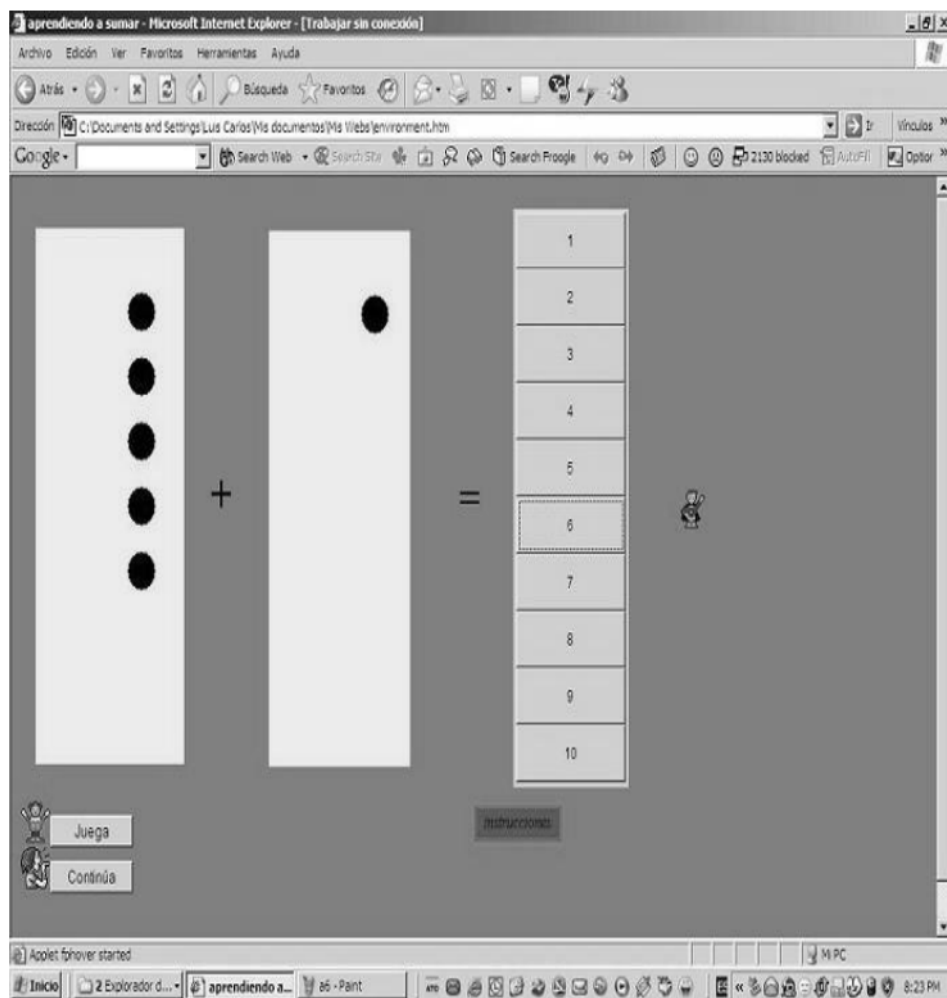 aprendiendo a sumar - Microsoft Internet Explorer - [Trabajar sin conexión]
Archivo Edición Ver Favoritos Herramientas Ayuda
Atrás Búsqueda Favoritos
Dirección C:\Documents and Settings\Luis Carlos\Mis documentos\Mis Webs\environment.htm Ir Vínculos »
Google Search Web Search Site Search Froogle 2130 blocked AutoFill Option »
1
2
3
4
5
+ =
6
7
8
9
10
Juega
Instrucciones
Continúa
Applet fphover started Mi PC
Inicio 2 Explorador d... aprendiendo a... a6 - Paint « 8:23 PM